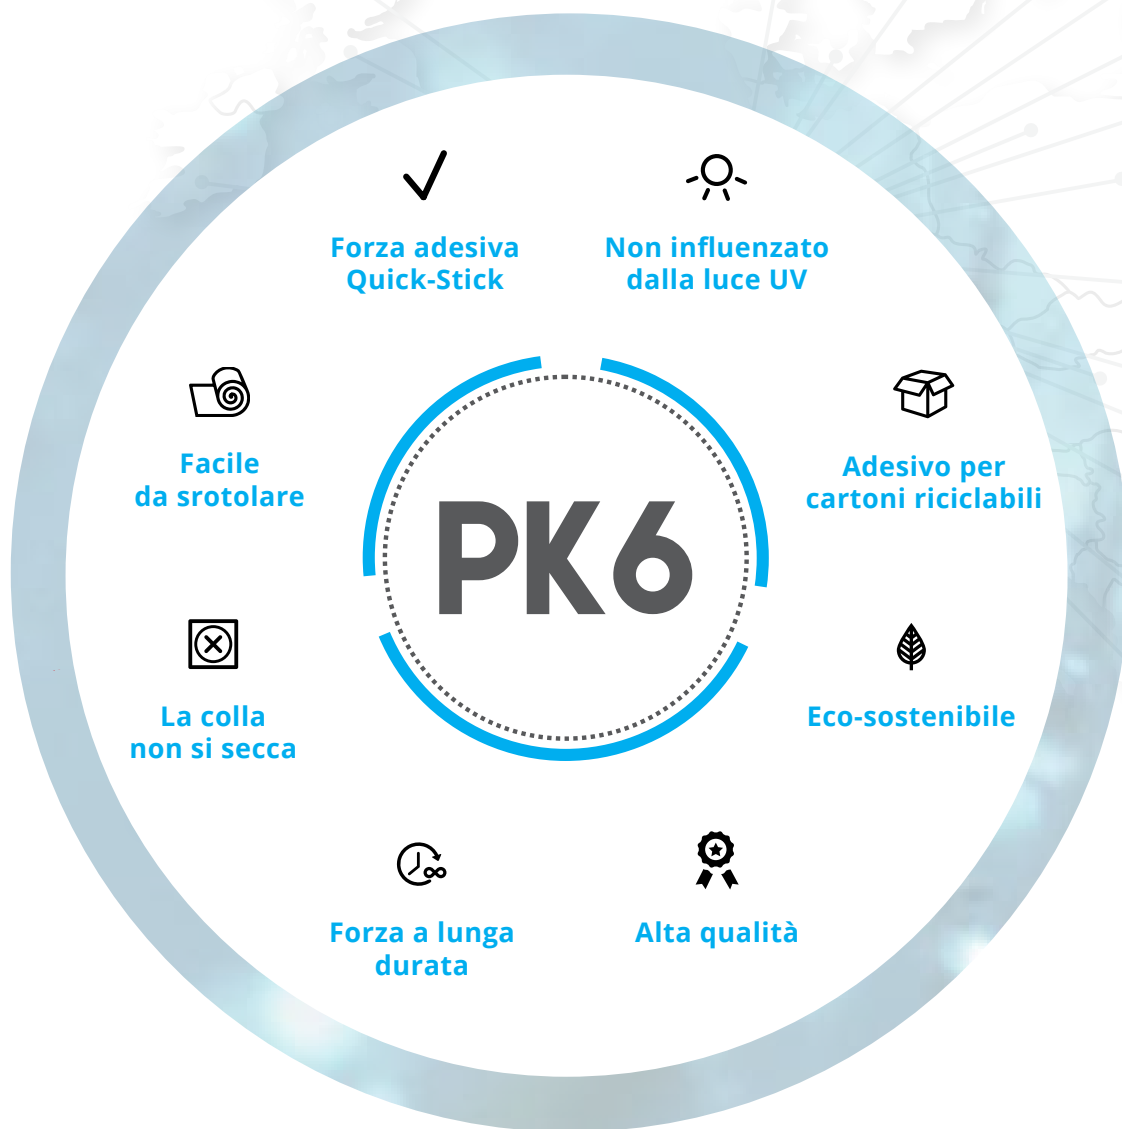 Forza adesiva
Quick-Stick
Non influenzato
dalla luce UV
Facile
da srotolare
Adesivo per
cartoni riciclabili
PK6
La colla
non si secca
Eco-sostenibile
Forza a lunga
durata
Alta qualità